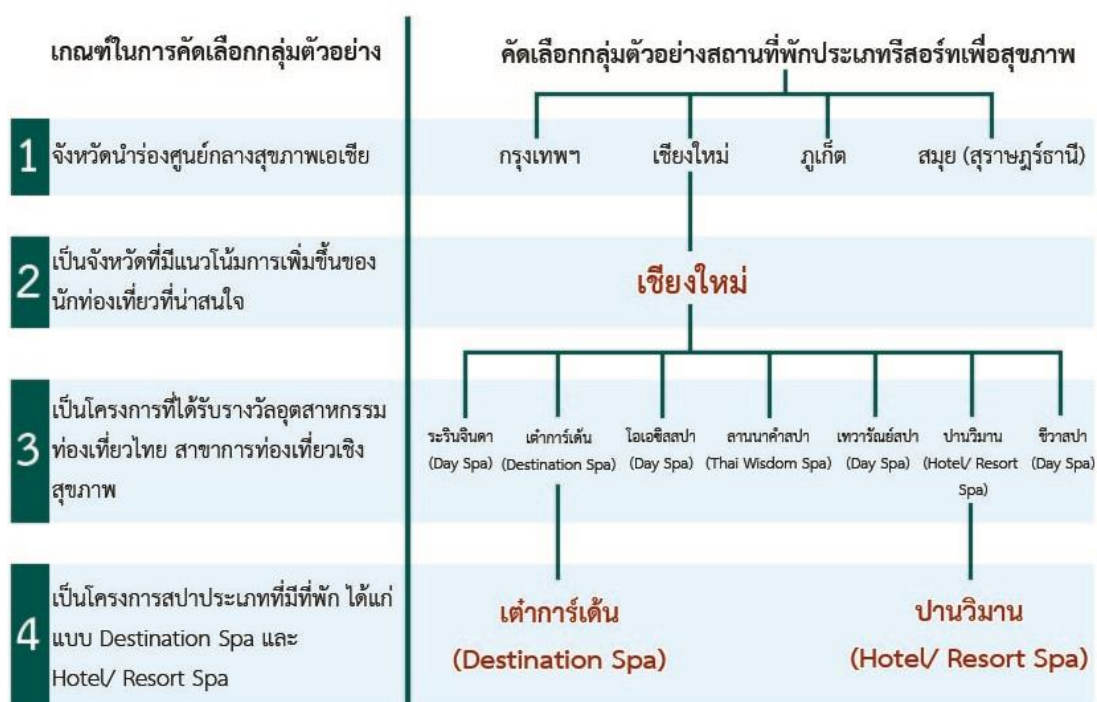 เกณฑ์ในการคัดเลือกกลุ่มตัวอย่าง
คัดเลือกกลุ่มตัวอย่างสถานที่พักประเภทรีสอร์ทเพื่อสุขภาพ
1
จังหวัดนำร่องศูนย์กลางสุขภาพเอเชีย
กรุงเทพฯ
เชียงใหม่
ภูเก็ต
สมุย (สุราษฎร์ธานี)
2
เป็นจังหวัดที่มีแนวโน้มการเพิ่มขึ้นของ
นักท่องเที่ยวที่น่าสนใจ
เชียงใหม่
3
เป็นโครงการที่ได้รับรางวัลอุตสาหกรรม
ท่องเที่ยวไทย สาขาการท่องเที่ยวเชิง
สุขภาพ
ระรินจินดา
(Day Spa)
เต๋าการ์เด้น
(Destination Spa)
โอเอซิสสปา
(Day Spa)
ลานนาคำสปา
(Thai Wisdom Spa)
เทวารัณย์สปา
(Day Spa)
ปานวิมาน
(Hotel/ Resort
Spa)
ชีวาสปา
(Day Spa)
4
เป็นโครงการสปาประเภทที่มีที่พัก ได้แก่
แบบ Destination Spa และ
Hotel/ Resort Spa
เต๋าการ์เด้น
(Destination Spa)
ปานวิมาน
(Hotel/ Resort Spa)